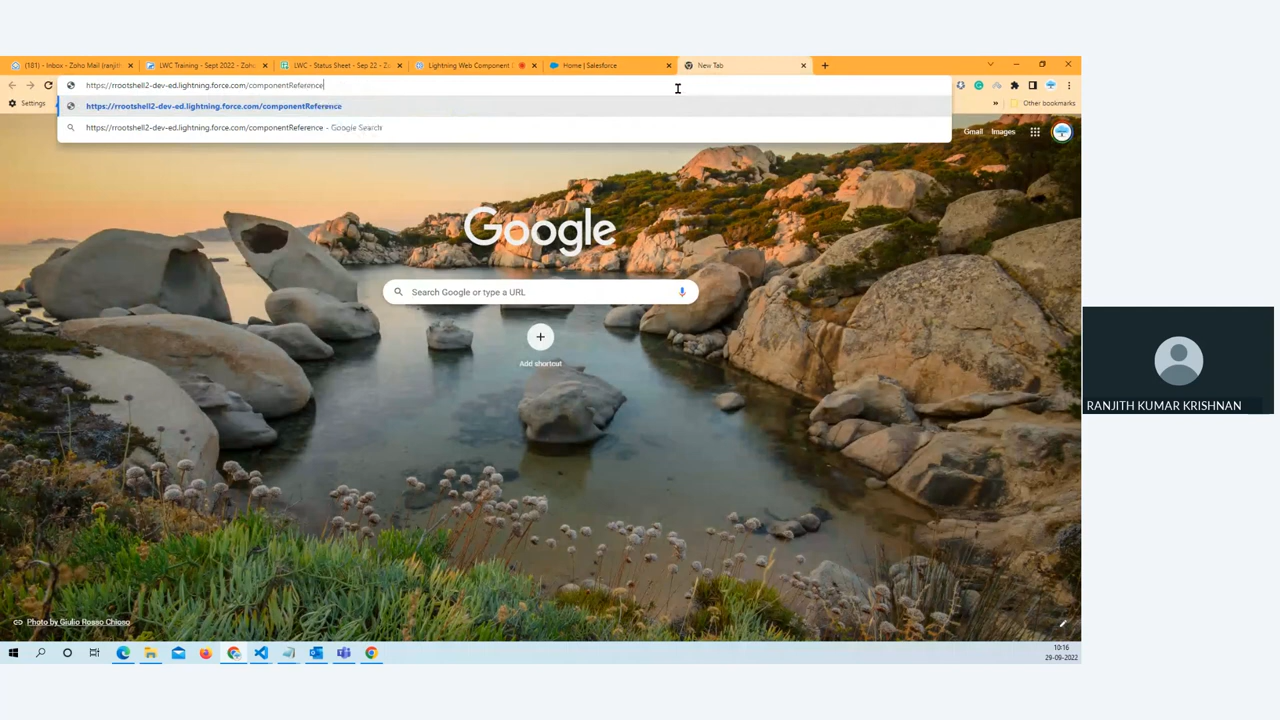 (181) - Inbox - Zoho Mail (ranjith
LWC Training - Sept 2022 - Zoho
LWC - Status Sheet - Sep 22 - Z
Lightning Web Component
Home | Salesforce
New Tab
https://rrootshell2-dev-ed.lightning.force.com/componentReference
Settings
https://rrootshell2-dev-ed.lightning.force.com/componentReference
https://rrootshell2-dev-ed.lightning.force.com/componentReference - Google Search
Other bookmarks
Gmail Images
Google
Search Google or type a URL
Add shortcut
RANJITH KUMAR KRISHNAN
Photo by Giulio Rosso Chioso
10:16
29-09-2022